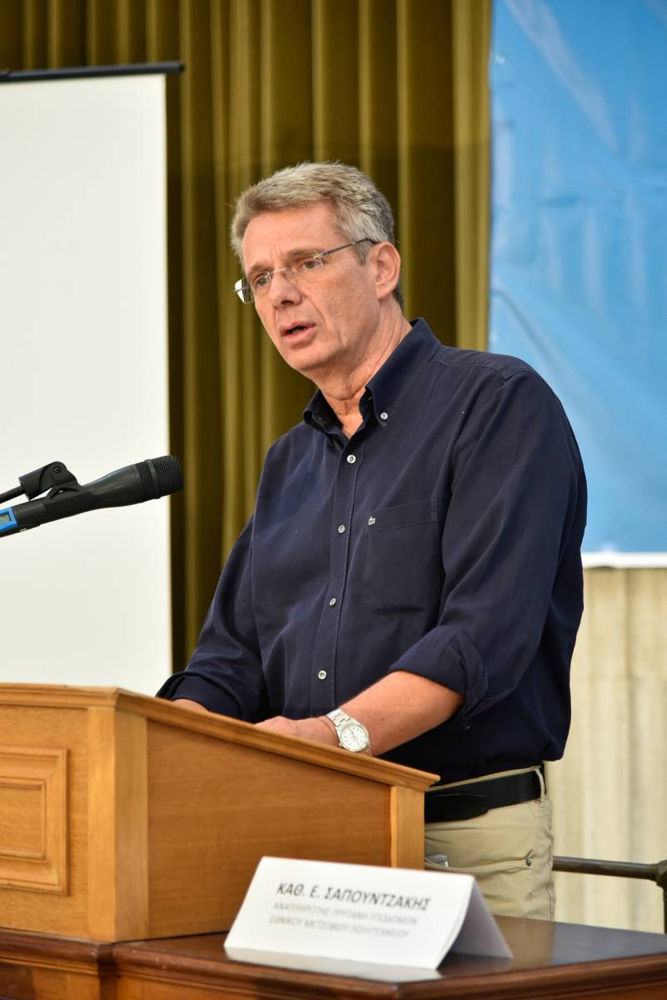 ΚΑΘ. Ε. ΣΑΠΟΥΝΤΖΑΚΗΣ
ΑΝΑΠΛΗΡΩΤΗΣ ΠΡΥΤΑΝΗ ΥΠΟΔΟΜΩΝ
ΕΘΝΙΚΟΥ ΜΕΤΣΟΒΙΟΥ ΠΟΛΥΤΕΧΝΕΙΟΥ